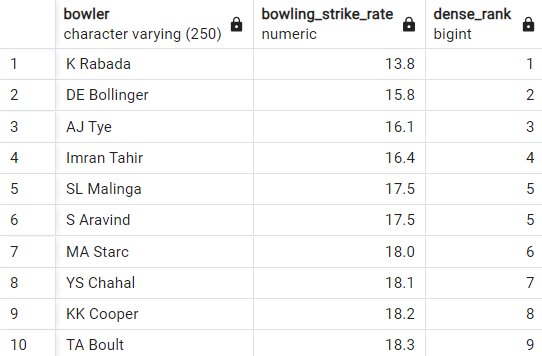 bowler bowling_strike_rate dense_rank
character varying (250) numeric bigint
1 K Rabada 13.8 1
2 DE Bollinger 15.8 2
3 AJ Tye 16.1 3
4 Imran Tahir 16.4 4
5 SL Malinga 17.5 5
6 S Aravind 17.5 5
7 MA Starc 18.0 6
8 YS Chahal 18.1 7
9 KK Cooper 18.2 8
10 TA Boult 18.3 9